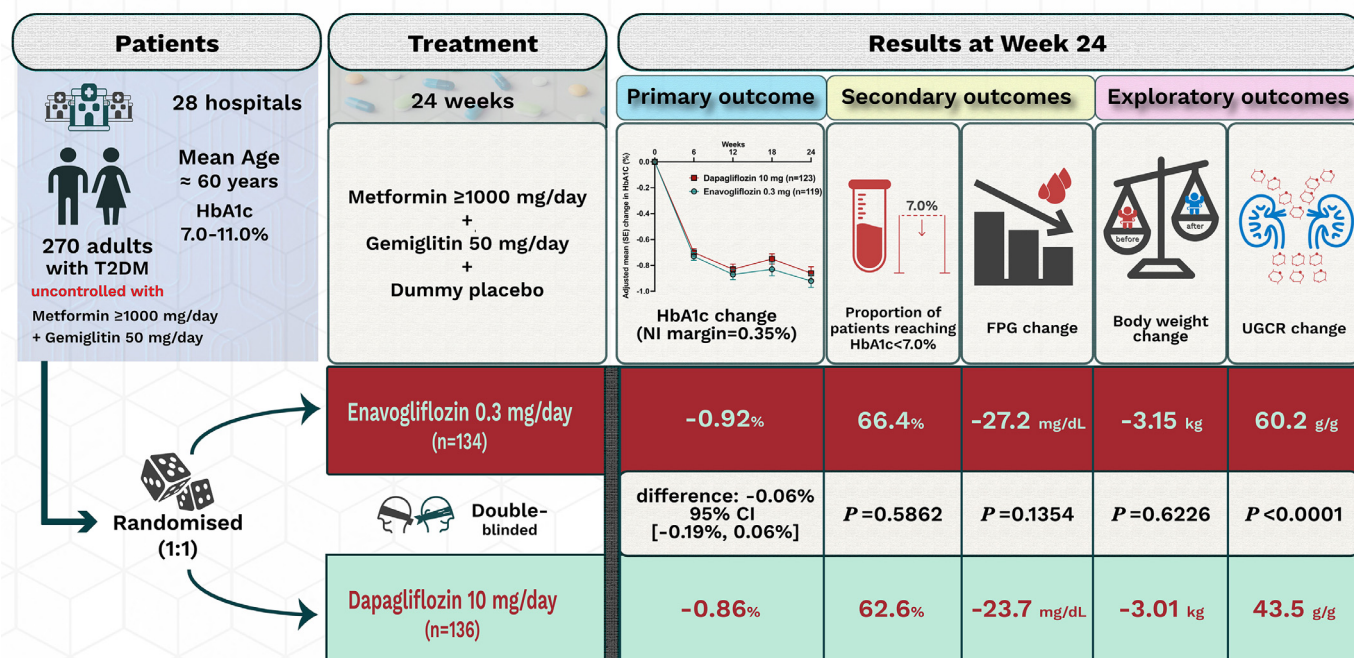 Patients
Treatment
Results at Week 24
28 hospitals
Mean Age
≈ 60 years
HbA1c
7.0-11.0%
270 adults
with T2DM
uncontrolled with
Metformin ≥1000 mg/day
+ Gemiglitin 50 mg/day
Randomised
(1:1)
24 weeks
Metformin ≥1000 mg/day
+
Gemiglitin 50 mg/day
+
Dummy placebo
Primary outcome
Secondary outcomes
Exploratory outcomes
Weeks
0 6 12 18 24
Adjusted mean (SE) change in HbA1C (%)
0.0
-0.2
-0.4
-0.6
-0.8
-1.0
Dapagliflozin 10 mg (n=123)
Enavogliflozin 0.3 mg (n=119)
HbA1c change
(NI margin=0.35%)
7.0%
Proportion of
patients reaching
HbA1c<7.0%
FPG change
before
after
Body weight
change
UGCR change
Enavogliflozin 0.3 mg/day
(n=134)
-0.92%
66.4%
-27.2 mg/dL
-3.15 kg
60.2 g/g
Double-
blinded
difference: -0.06%
95% CI
[-0.19%, 0.06%]
P=0.5862
P=0.1354
P=0.6226
P<0.0001
Dapagliflozin 10 mg/day
(n=136)
-0.86%
62.6%
-23.7 mg/dL
-3.01 kg
43.5 g/g